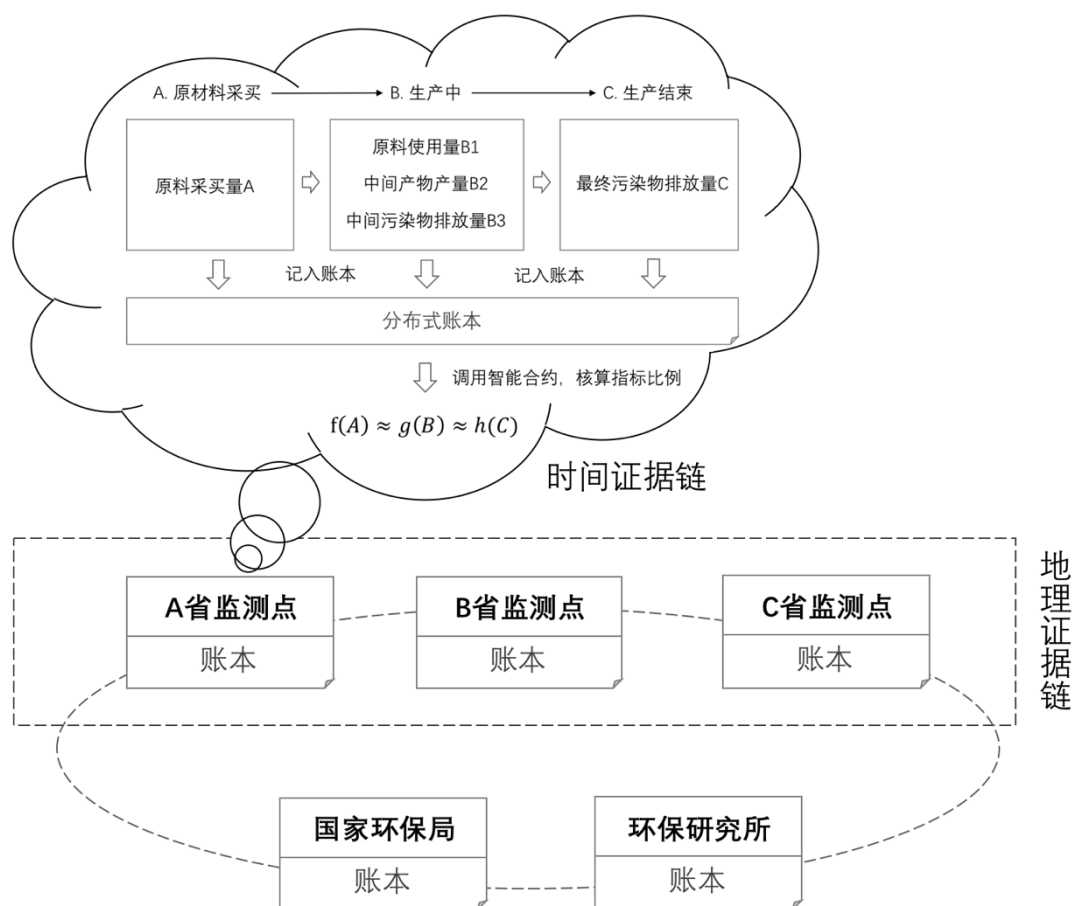 A. 原材料采买
B. 生产中
C. 生产结束
原料采买量A
原料使用量B1
中间产物产量B2
中间污染物排放量B3
最终污染物排放量C
记入账本
记入账本
分布式账本
调用智能合约，核算指标比例
f(A) ≈ g(B) ≈ h(C)
时间证据链
地理证据链
A省监测点
账本
B省监测点
账本
C省监测点
账本
国家环保局
账本
环保研究所
账本